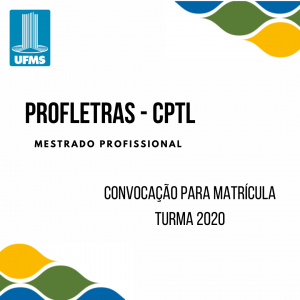 UFMS
PROFLETRAS - CPTL
MESTRADO PROFISSIONAL
CONVOCAÇÃO PARA MATRÍCULA
TURMA 2020